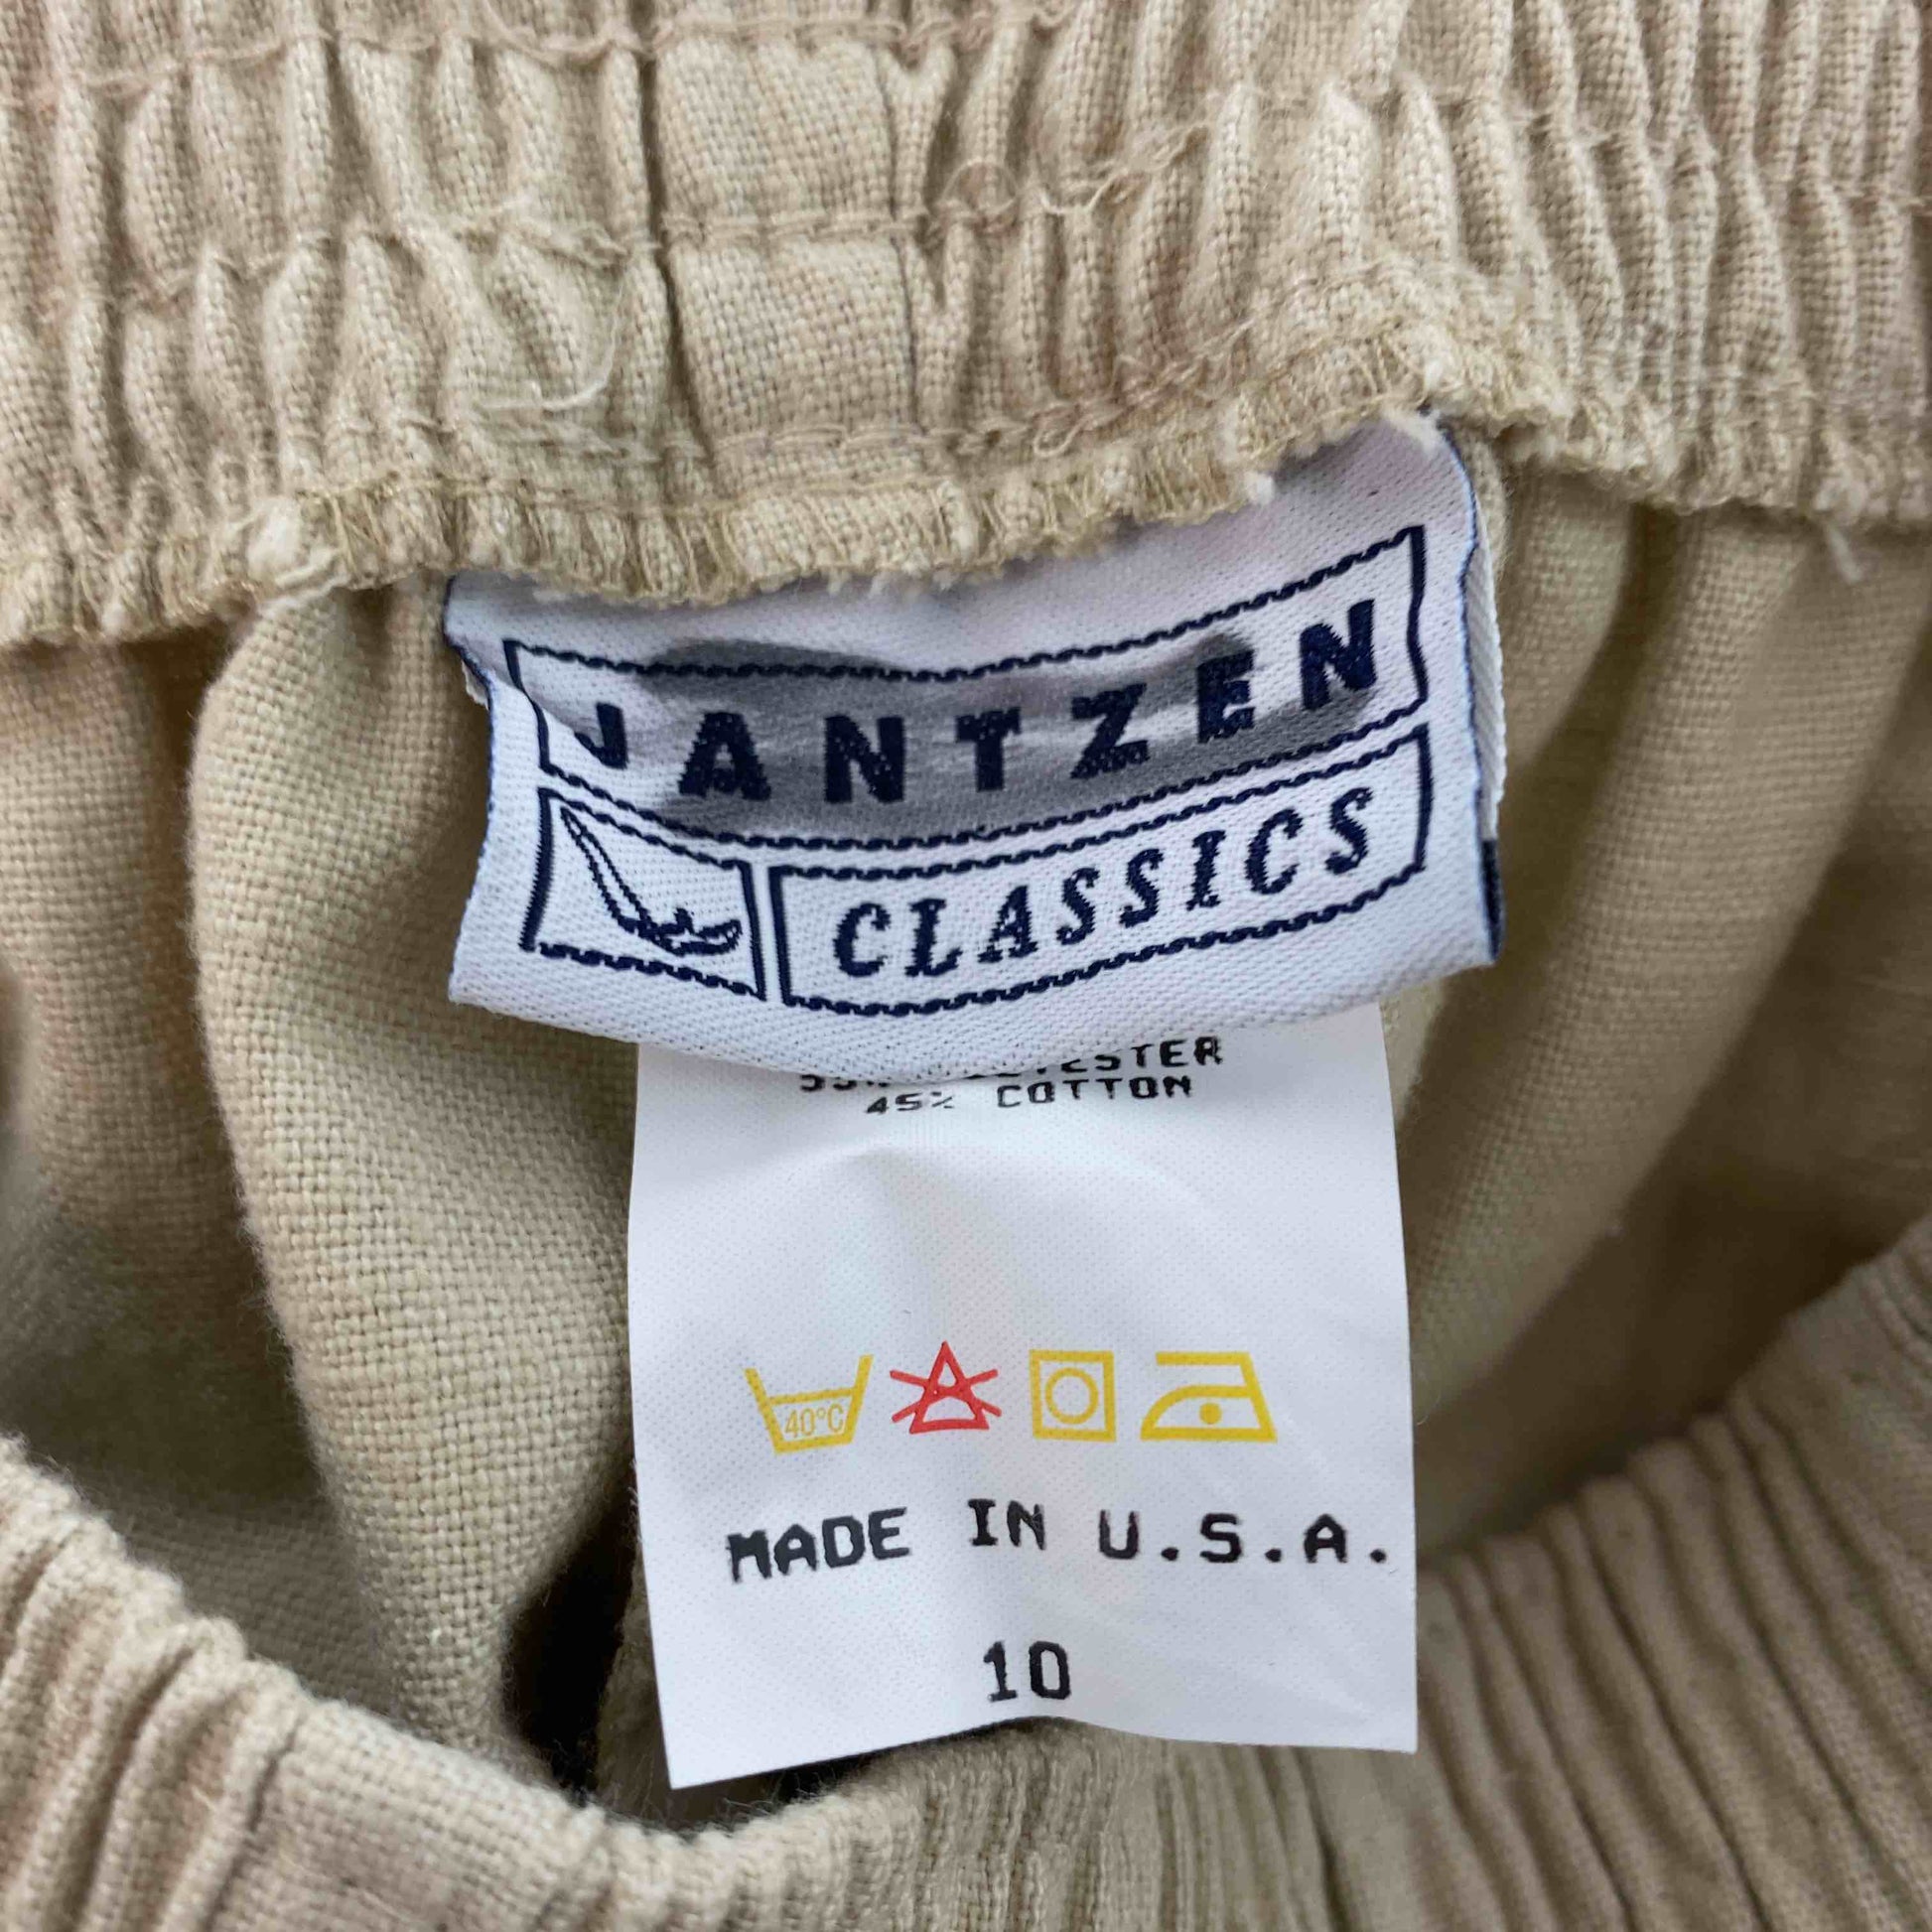 JANTZEN
CLASSICS
45% COTTON
40°C
MADE IN U.S.A.
10